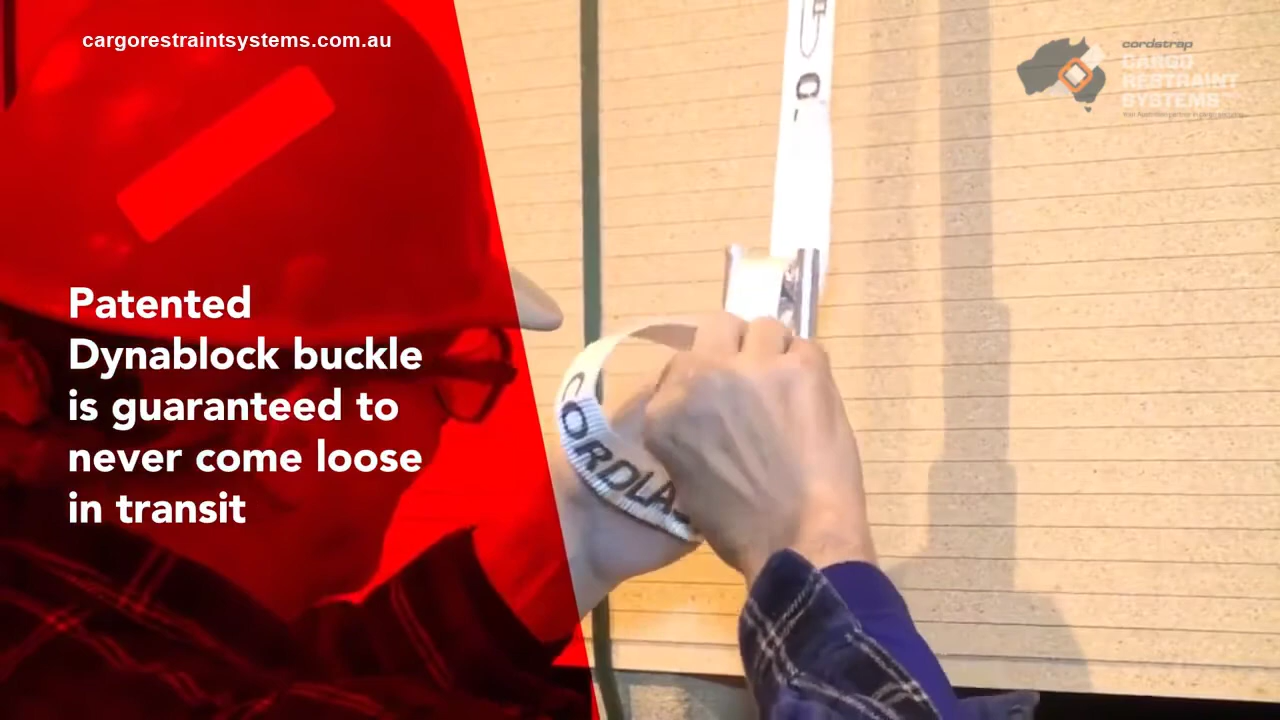 cargorestraintsystems.com.au
cordstrap
CARGO
RESTRAINT
SYSTEMS
Patented
Dynablock buckle
is guaranteed to
never come loose
in transit
CORDLA